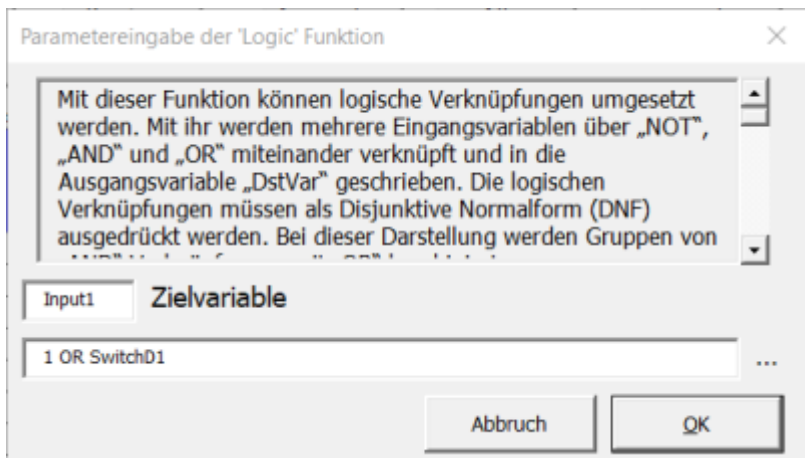 Parametereingabe der 'Logic' Funktion
Mit dieser Funktion können logische Verknüpfungen umgesetzt
werden. Mit ihr werden mehrere Eingangsvariablen über „NOT“,
„AND“ und „OR“ miteinander verknüpft und in die
Ausgangsvariable „DstVar“ geschrieben. Die logischen
Verknüpfungen müssen als Disjunktive Normalform (DNF)
ausgedrückt werden. Bei dieser Darstellung werden Gruppen von
Input1 Zielvariable
1 OR SwitchD1 ...
Abbruch OK